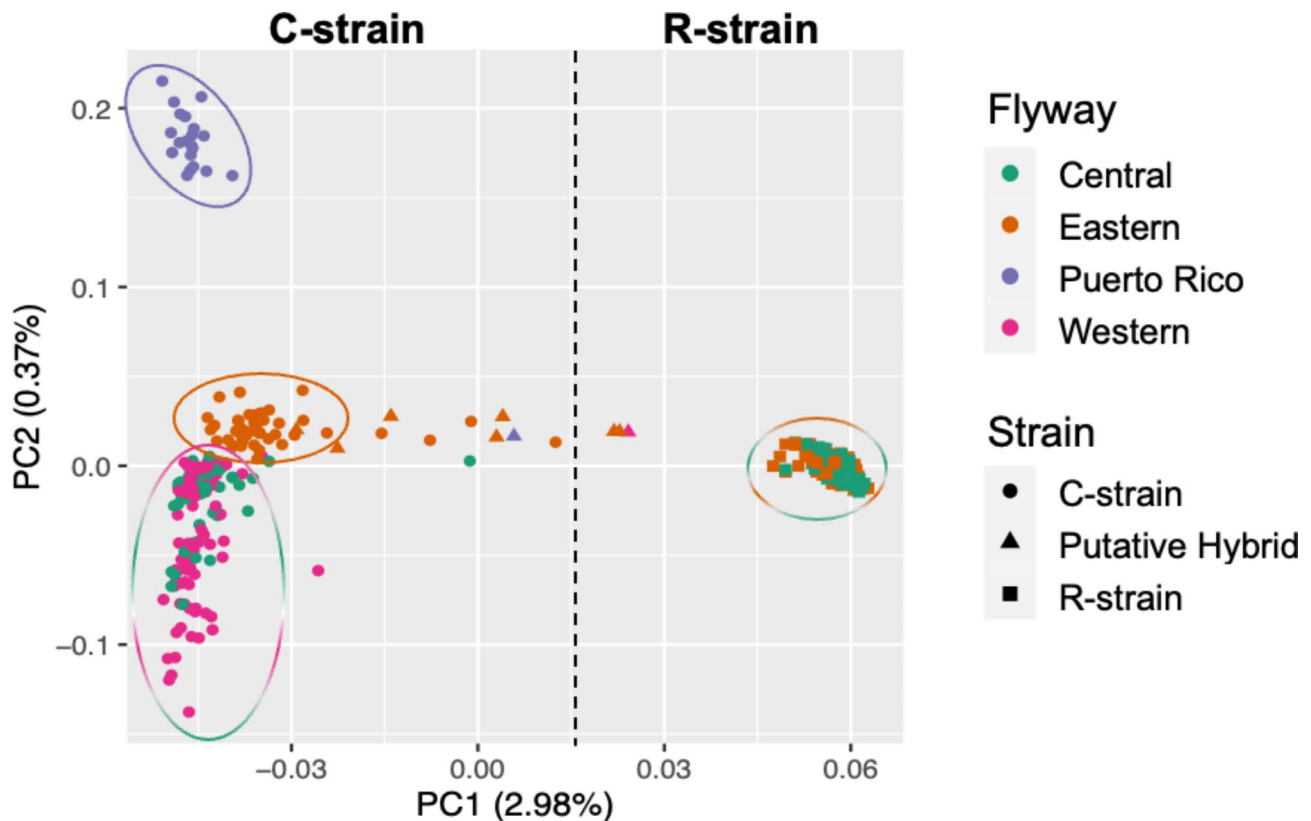 C-strain
R-strain
PC2 (0.37%)
0.2
0.1
0.0
−0.1
−0.03
0.00
0.03
0.06
PC1 (2.98%)
Flyway
Central
Eastern
Puerto Rico
Western
Strain
C-strain
Putative Hybrid
R-strain